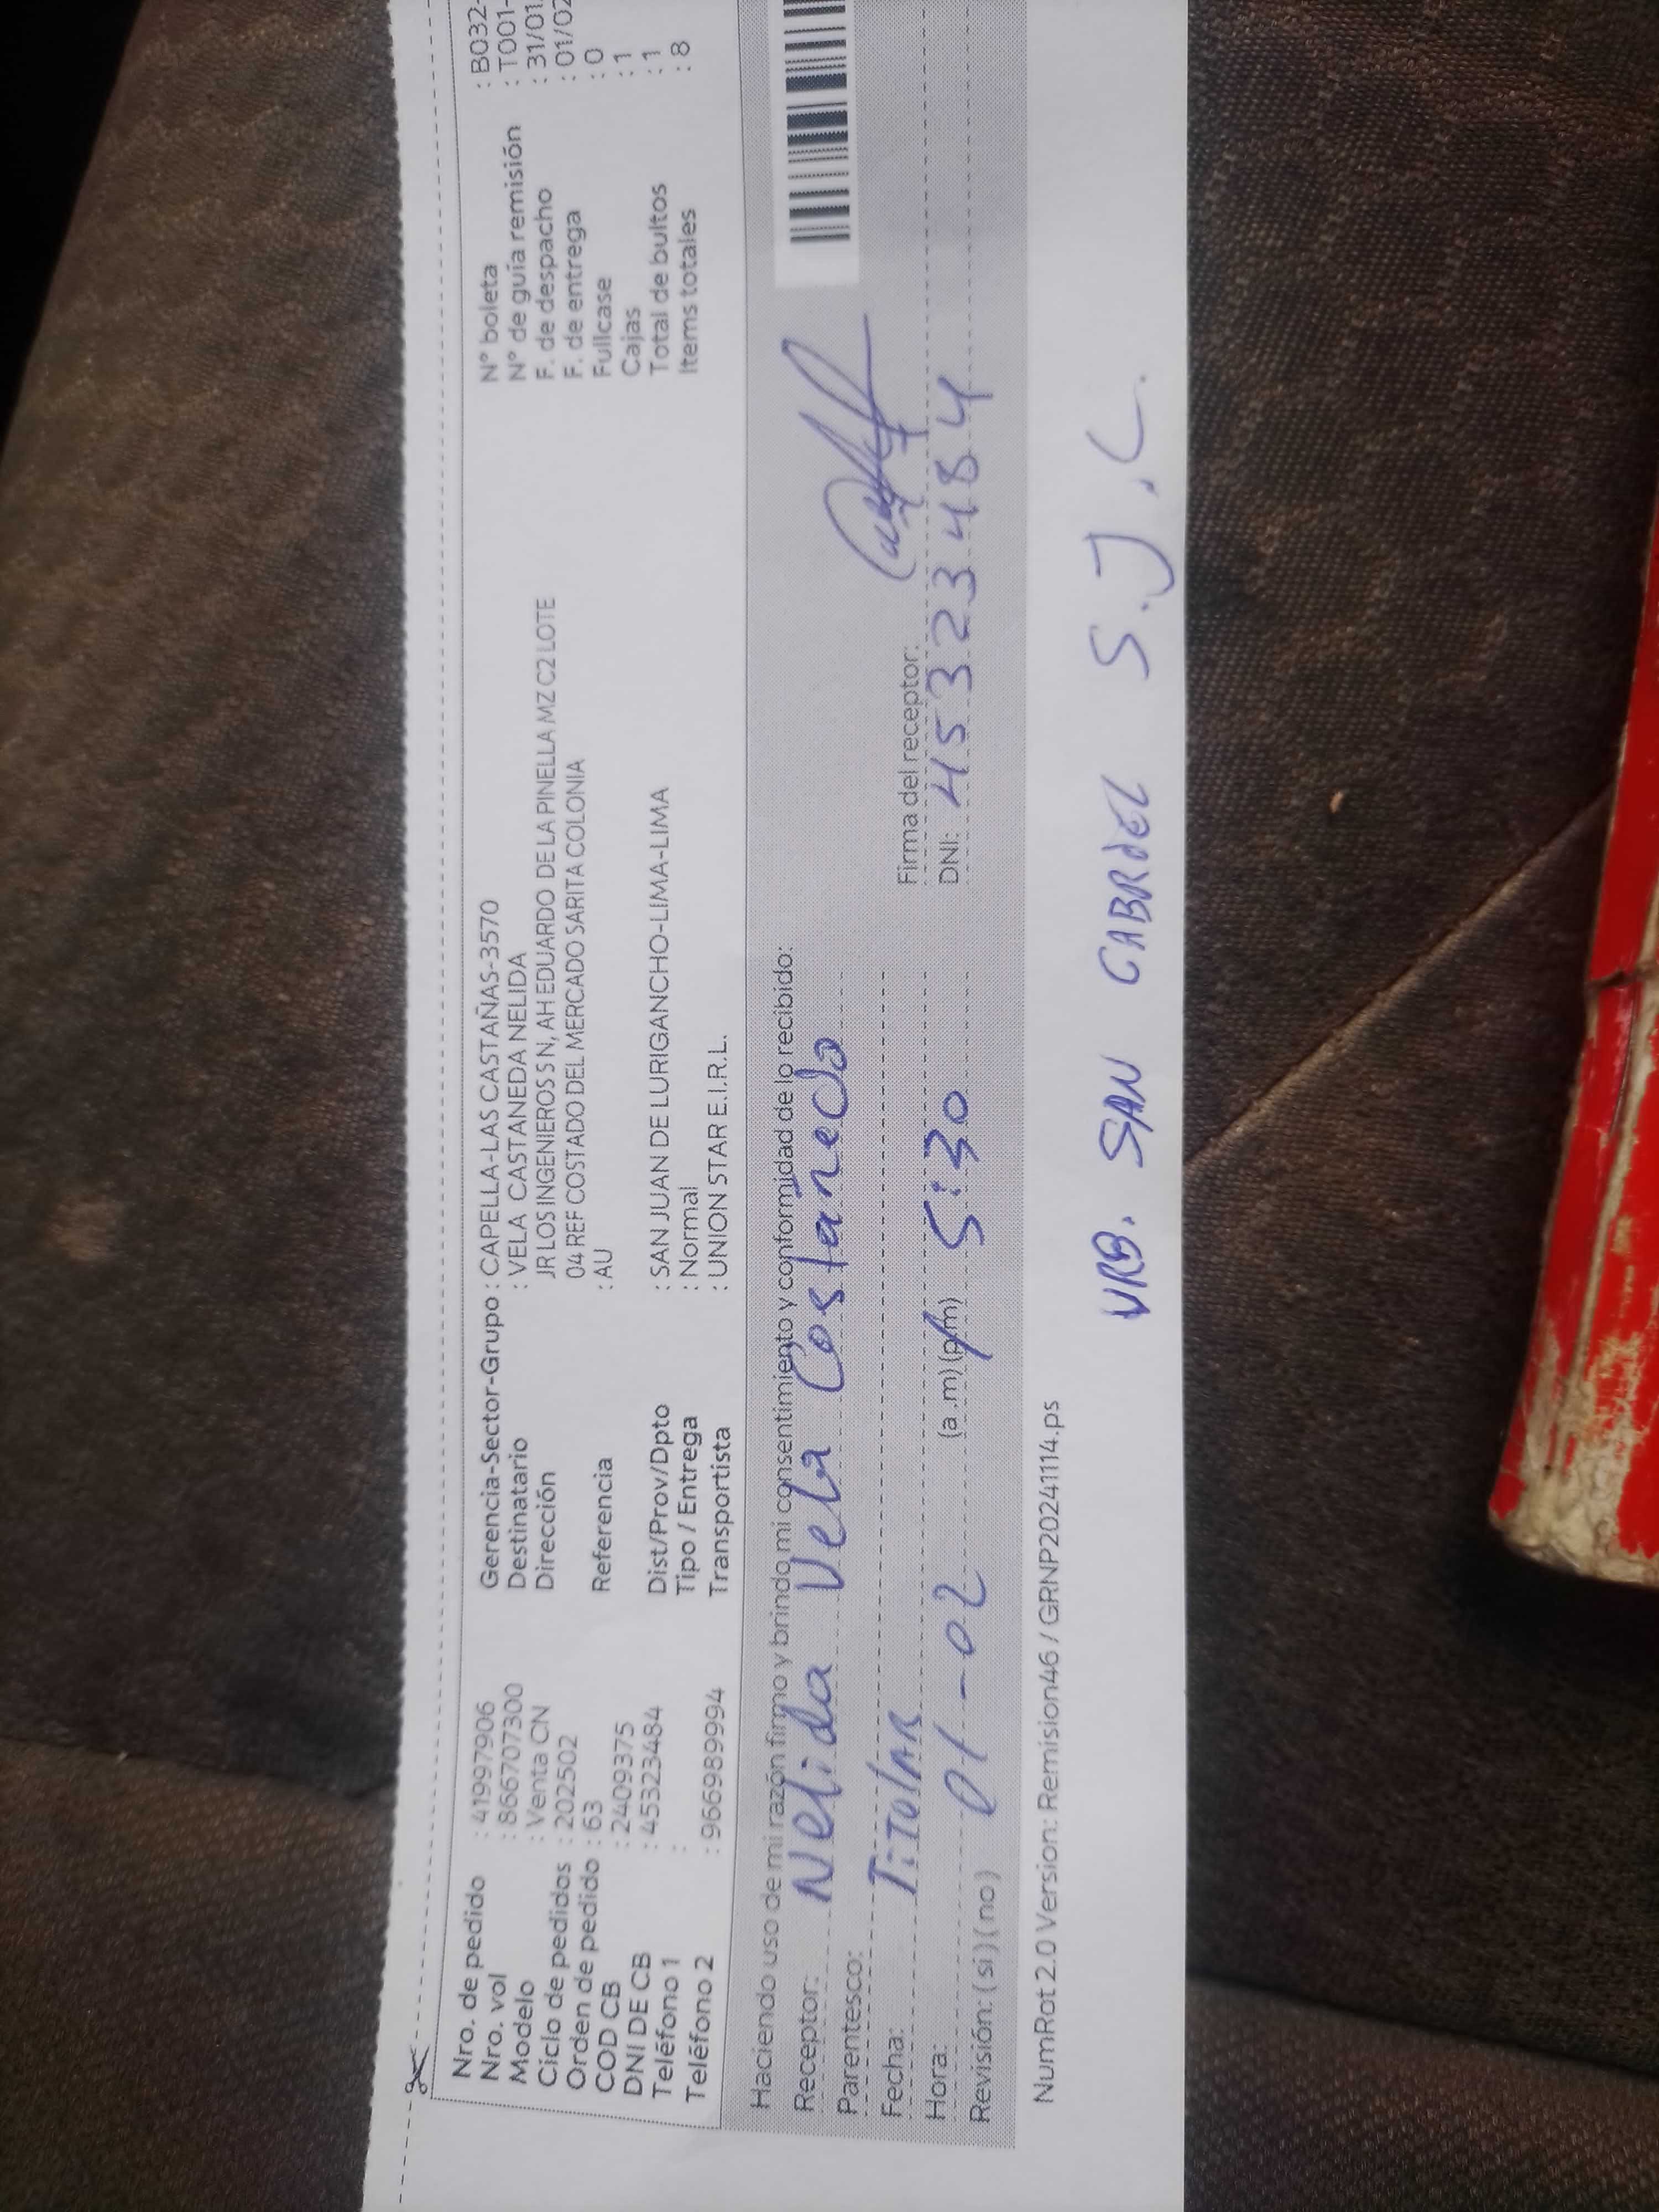 Nro. de pedido : 41997906
Nro. vol : 866707300
Modelo : Venta CN
Ciclo de pedidos : 202502
Orden de pedido : 63
COD CB : 2409375
DNI DE CB : 45323484
Teléfono 1 :
Teléfono 2 : 966989994
Gerencia-Sector-Grupo : CAPELLA-LAS CASTAÑAS-3570
Destinatario : VELA CASTANEDA NELIDA
Dirección JR LOS INGENIEROS S N, AH EDUARDO DE LA PINELLA MZ C2 LOTE
04 REF COSTADO DEL MERCADO SARITA COLONIA
Referencia : AU
Dist/Prov/Dpto : SAN JUAN DE LURIGANCHO-LIMA-LIMA
Tipo / Entrega : Normal
Transportista : UNION STAR E.I.R.L.
N° boleta : B032-
N° de guía remisión : T001-
F. de despacho : 31/01
F. de entrega : 01/02
Fullcase : 0
Cajas : 1
Total de bultos : 1
Items totales : 8
Haciendo uso de mi razón firmo y brindo mi consentimiento y conformidad de lo recibido:
Receptor: Nelida Vela Costañeda
Parentesco:
Fecha: TiTulAR
Hora: 01-02 (a.m) (p.m) 5:30
Revisión: (si) (no)
Firma del receptor:
DNI: 45323484
NumRot 2.0 Version: Remision46 / GRNP20241114.ps
URB. SAN GABRiEL S.J.L.